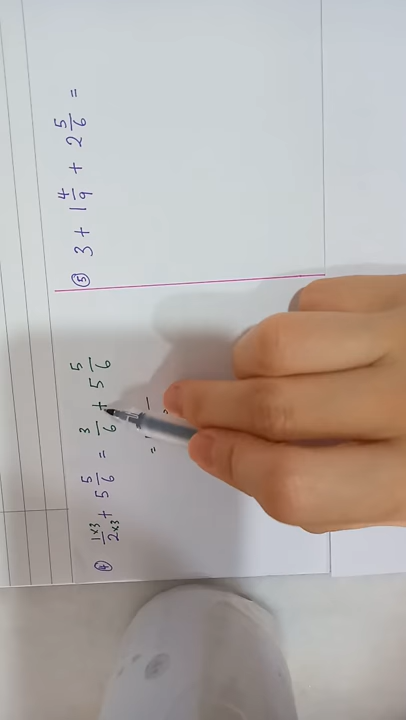 ④ 1×3/2×3 + 5 5/6 = 3/6 + 5 5/6
=
=
⑤ 3 + 1 4/9 + 2 5/6 =